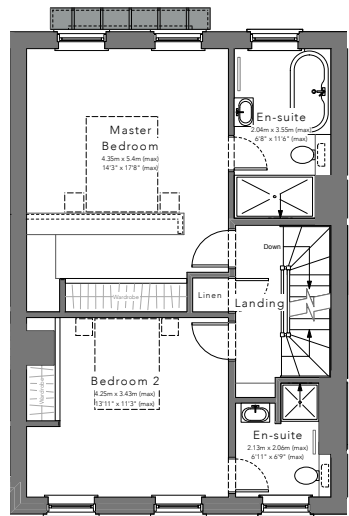 Master
Bedroom
4.35m x 5.4m (max)
14'3" x 17'8" (max)
En-suite
2.04m x 3.55m (max)
6'8" x 11'6" (max)
Down
Wardrobe
Linen
Landing
Bedroom 2
4.25m x 3.43m (max)
13'11" x 11'3" (max)
Wardrobe
En-suite
2.13m x 2.06m (max)
6'11" x 6'9" (max)